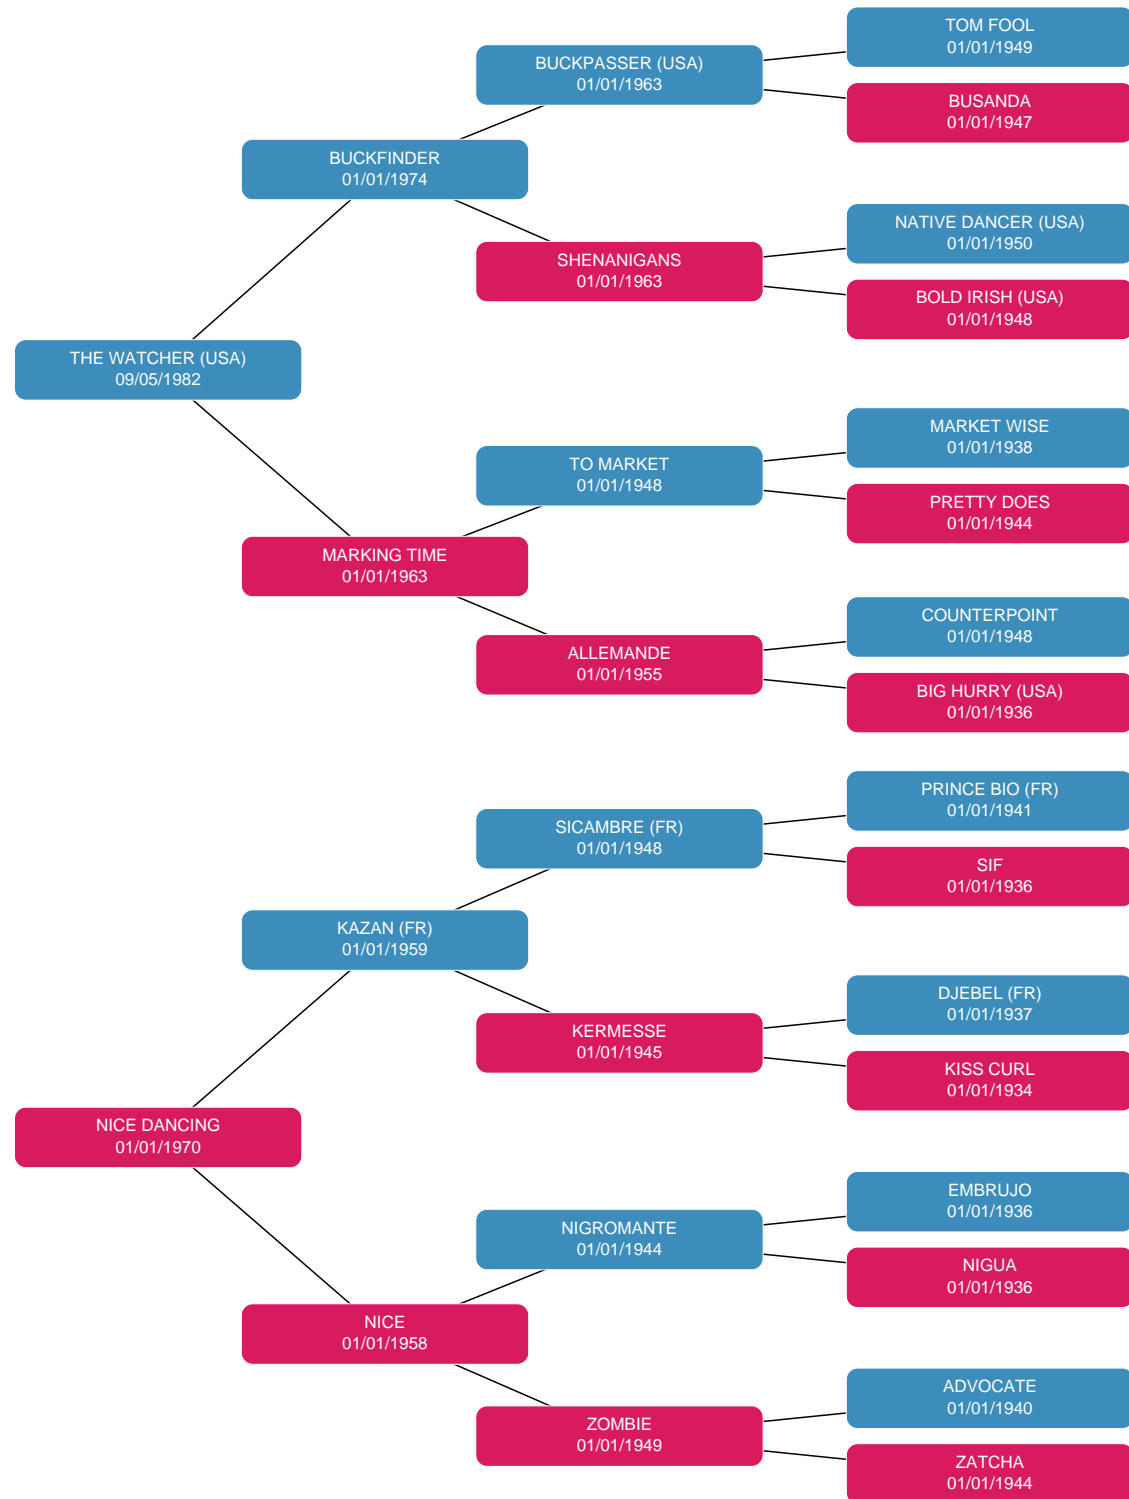 TOM FOOL
01/01/1949
BUCKPASSER (USA)
01/01/1963
BUSANDA
01/01/1947
BUCKFINDER
01/01/1974
NATIVE DANCER (USA)
01/01/1950
SHENANIGANS
01/01/1963
BOLD IRISH (USA)
01/01/1948
THE WATCHER (USA)
09/05/1982
MARKET WISE
01/01/1938
TO MARKET
01/01/1948
PRETTY DOES
01/01/1944
MARKING TIME
01/01/1963
COUNTERPOINT
01/01/1948
ALLEMANDE
01/01/1955
BIG HURRY (USA)
01/01/1936
PRINCE BIO (FR)
01/01/1941
SICAMBRE (FR)
01/01/1948
SIF
01/01/1936
KAZAN (FR)
01/01/1959
DJEBEL (FR)
01/01/1937
KERMESSE
01/01/1945
KISS CURL
01/01/1934
NICE DANCING
01/01/1970
EMBRUJO
01/01/1936
NIGROMANTE
01/01/1944
NIGUA
01/01/1936
NICE
01/01/1958
ADVOCATE
01/01/1940
ZOMBIE
01/01/1949
ZATCHA
01/01/1944